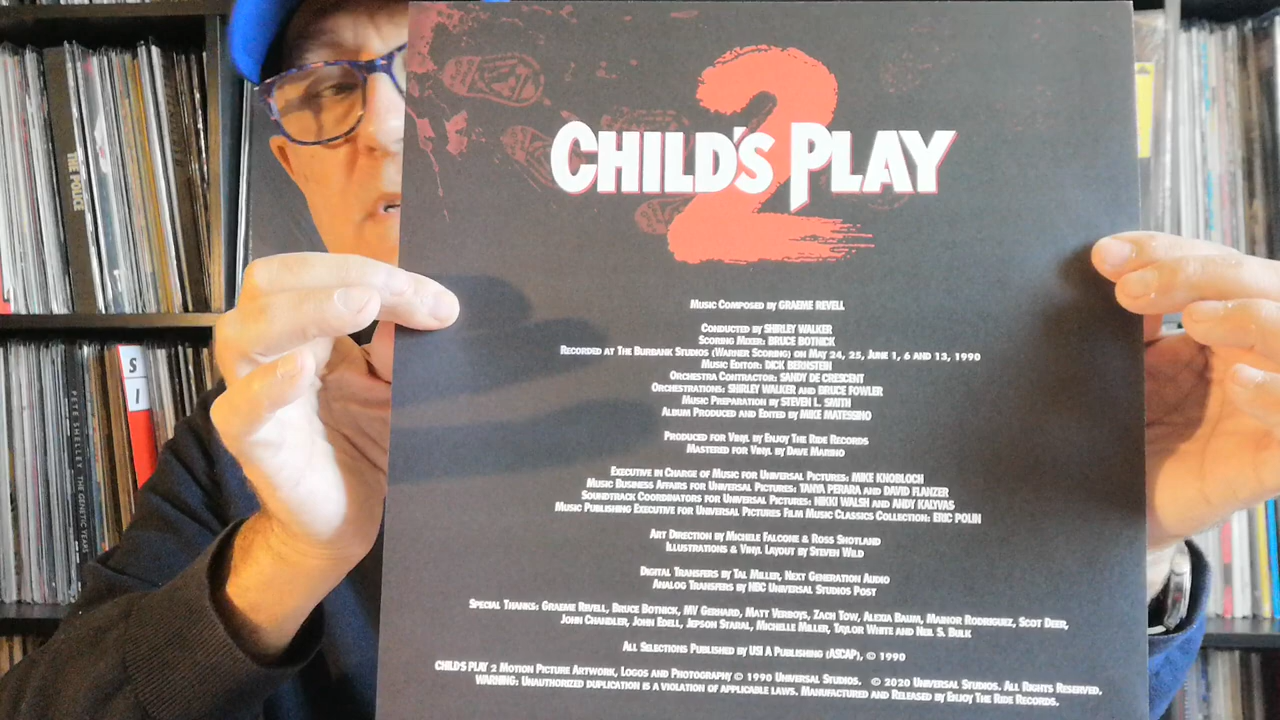 CHILD'S PLAY
2
MUSIC COMPOSED BY GRAEME REVELL
CONDUCTED BY SHIRLEY WALKER
SCORING MIXER: BRUCE BOTNICK
RECORDED AT THE BURBANK STUDIOS (WARNER SCORING) ON MAY 24, 25, JUNE 1, 6 AND 13, 1990
MUSIC EDITOR: DICK BERNSTEIN
ORCHESTRA CONTRACTOR: SANDY DE CRESCENT
ORCHESTRATIONS: SHIRLEY WALKER AND BRUCE FOWLER
MUSIC PREPARATION BY STEVEN L. SMITH
ALBUM PRODUCED AND EDITED BY MIKE MATESSINO
PRODUCED FOR VINYL BY ENJOY THE RIDE RECORDS
MASTERED FOR VINYL BY DAVE MARINO
EXECUTIVE IN CHARGE OF MUSIC FOR UNIVERSAL PICTURES: MIKE KNOBLOCH
MUSIC BUSINESS AFFAIRS FOR UNIVERSAL PICTURES: TANYA PERARA AND DAVID FLANZER
SOUNDTRACK COORDINATORS FOR UNIVERSAL PICTURES: NIKKI WALSH AND ANDY KALYVAS
MUSIC PUBLISHING EXECUTIVE FOR UNIVERSAL PICTURES FILM MUSIC CLASSICS COLLECTION: ERIC POLIN
ART DIRECTION BY MICHELE FALCONE & ROSS SHOTLAND
ILLUSTRATIONS & VINYL LAYOUT BY STEVEN WILD
DIGITAL TRANSFERS BY TAL MILLER, NEXT GENERATION AUDIO
ANALOG TRANSFERS BY NBC UNIVERSAL STUDIOS POST
SPECIAL THANKS: GRAEME REVELL, BRUCE BOTNICK, MV GERHARD, MATT VERBOYS, ZACH TOW, ALEXIA BAUM, MAINOR RODRIGUEZ, SCOT DEER,
JOHN CHANDLER, JOHN EDELL, JEPSON STARAL, MICHELLE MILLER, TAYLOR WHITE AND NEIL S. BULK
ALL SELECTIONS PUBLISHED BY USI A PUBLISHING (ASCAP), © 1990
CHILD'S PLAY 2 MOTION PICTURE ARTWORK, LOGOS AND PHOTOGRAPHY © 1990 UNIVERSAL STUDIOS. © 2020 UNIVERSAL STUDIOS. ALL RIGHTS RESERVED.
WARNING: UNAUTHORIZED DUPLICATION IS A VIOLATION OF APPLICABLE LAWS. MANUFACTURED AND RELEASED BY ENJOY THE RIDE RECORDS.
THE POLICE
S
I
PETE SHELLEY THE GENETIC YEARS